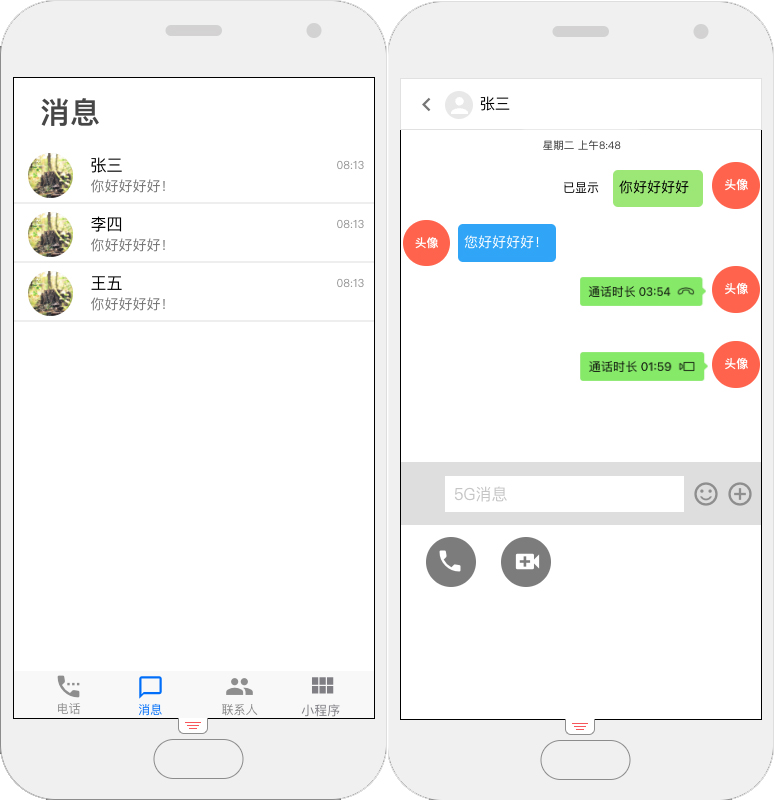 消息
张三
08:13
你好好好好！
李四
08:13
你好好好好！
王五
08:13
你好好好好！
电话
消息
联系人
小程序
张三
星期二 上午8:48
已显示
你好好好好
头像
头像
您好好好好！
通话时长 03:54
头像
通话时长 01:59
头像
5G消息